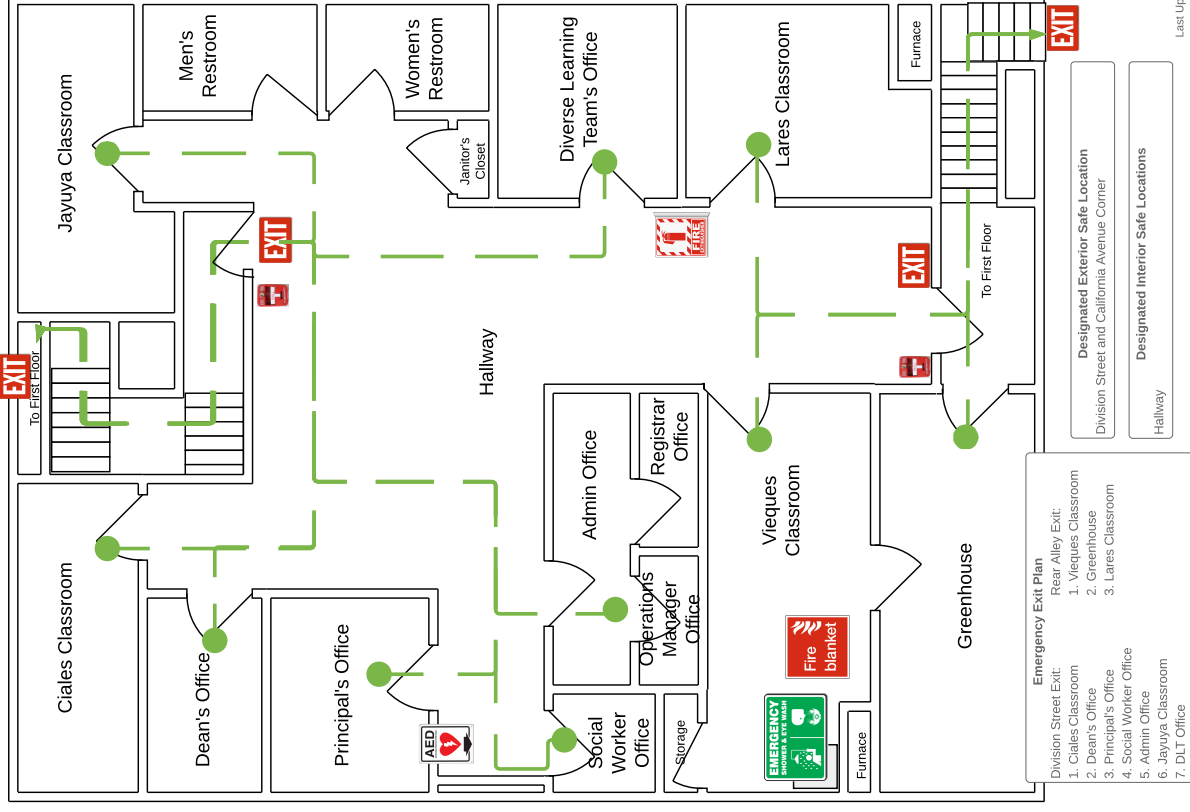 Jayuya Classroom
Men's
Restroom
Women's
Restroom
Janitor's
Closet
Diverse Learning
Team's Office
Lares Classroom
Furnace
EXIT
Last Up
EXIT
FIRE
EXTINGUISHER
EXIT
To First Floor
EXIT
To First Floor
Hallway
Admin Office
Registrar
Office
Operations
Manager
Office
Vieques
Classroom
Greenhouse
Ciales Classroom
Dean's Office
Principal's Office
AED
Social
Worker
Office
Storage
EMERGENCY
SHOWER & EYE WASH
Fire
blanket
Furnace
Designated Exterior Safe Location
Division Street and California Avenue Corner
Designated Interior Safe Locations
Hallway
Emergency Exit Plan
Division Street Exit:
1. Ciales Classroom
2. Dean's Office
3. Principal's Office
4. Social Worker Office
5. Admin Office
6. Jayuya Classroom
7. DLT Office
Rear Alley Exit:
1. Vieques Classroom
2. Greenhouse
3. Lares Classroom